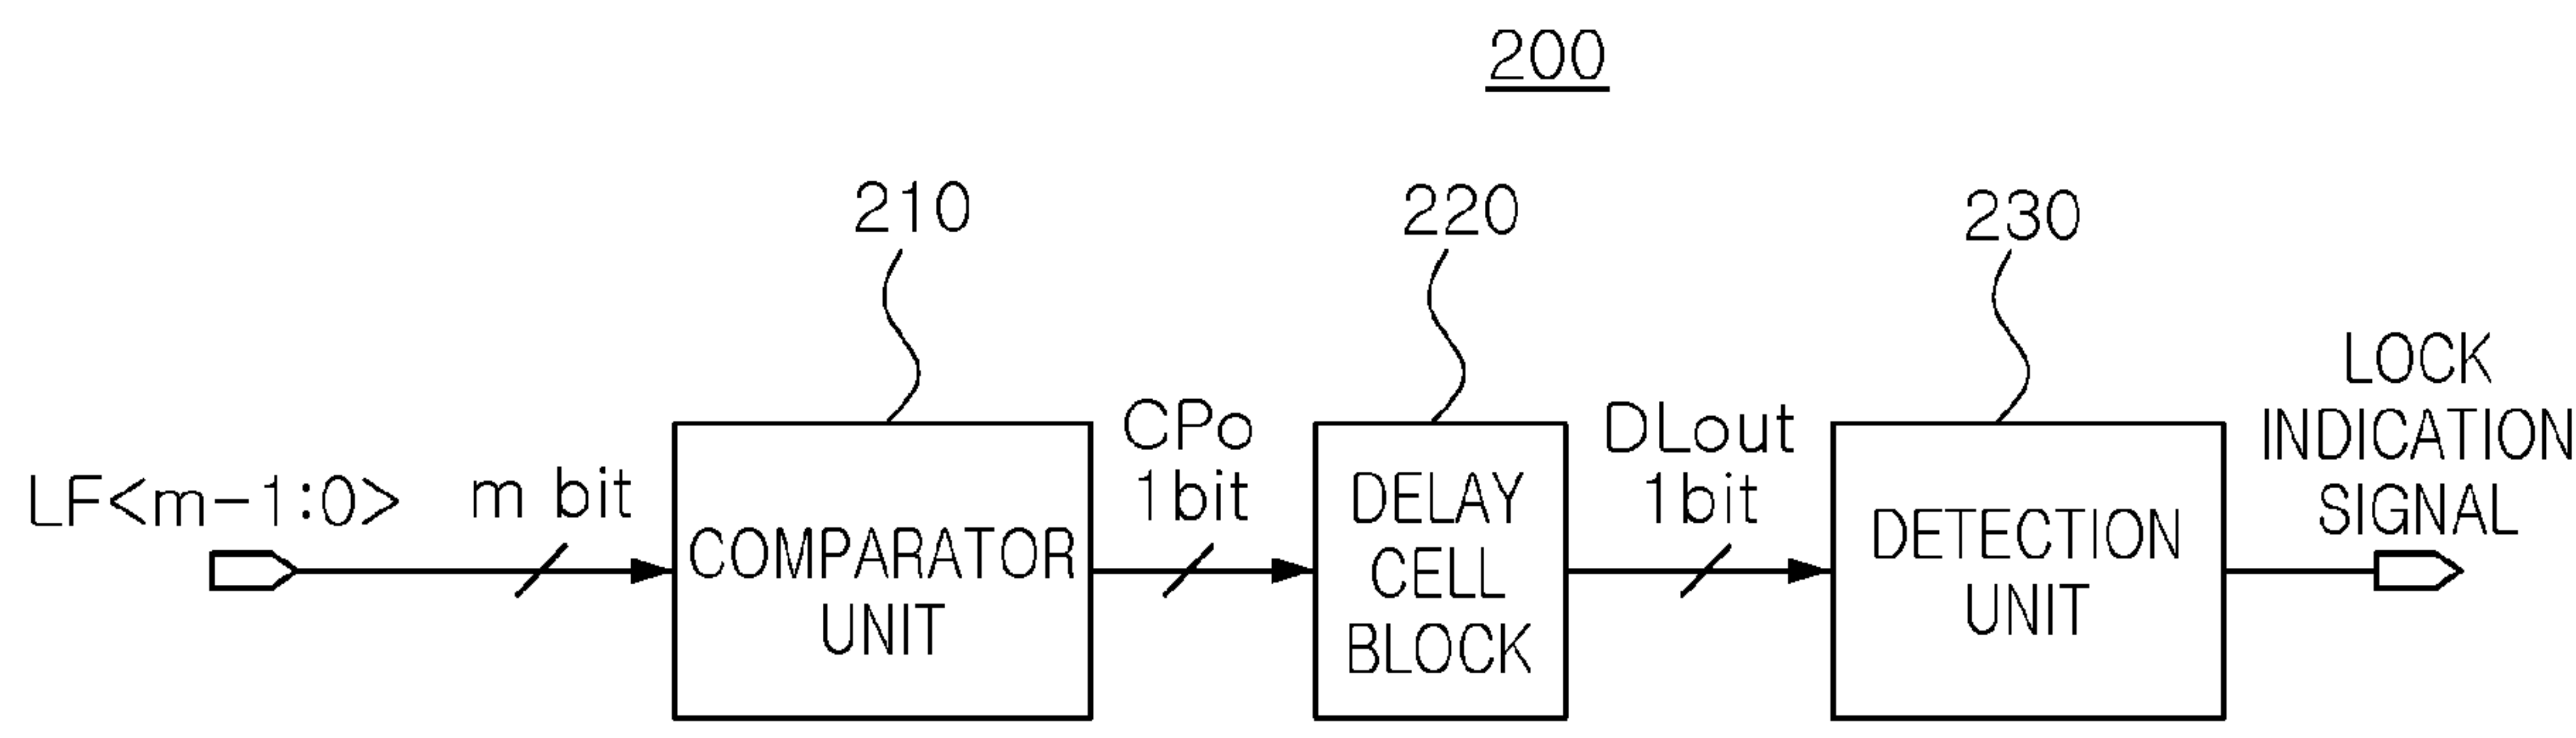 200
210
220
230
LF<m-1:0>
m bit
COMPARATOR
UNIT
CPo
1bit
DELAY
CELL
BLOCK
DLout
1bit
DETECTION
UNIT
LOCK
INDICATION
SIGNAL